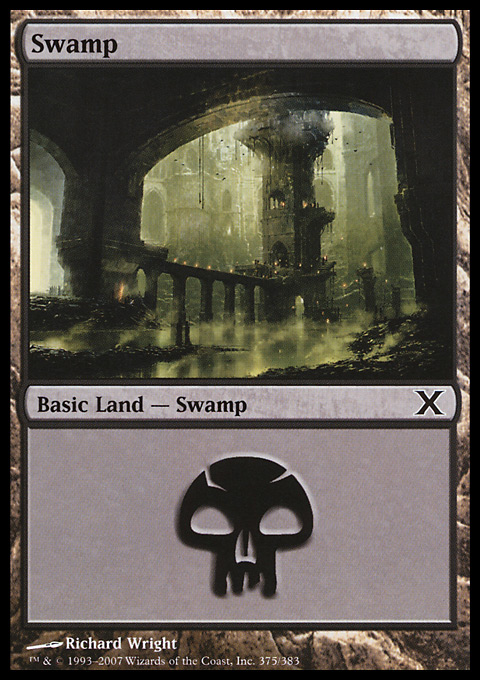 Swamp
Basic Land — Swamp
X
Richard Wright
™ & © 1993–2007 Wizards of the Coast, Inc. 375/383